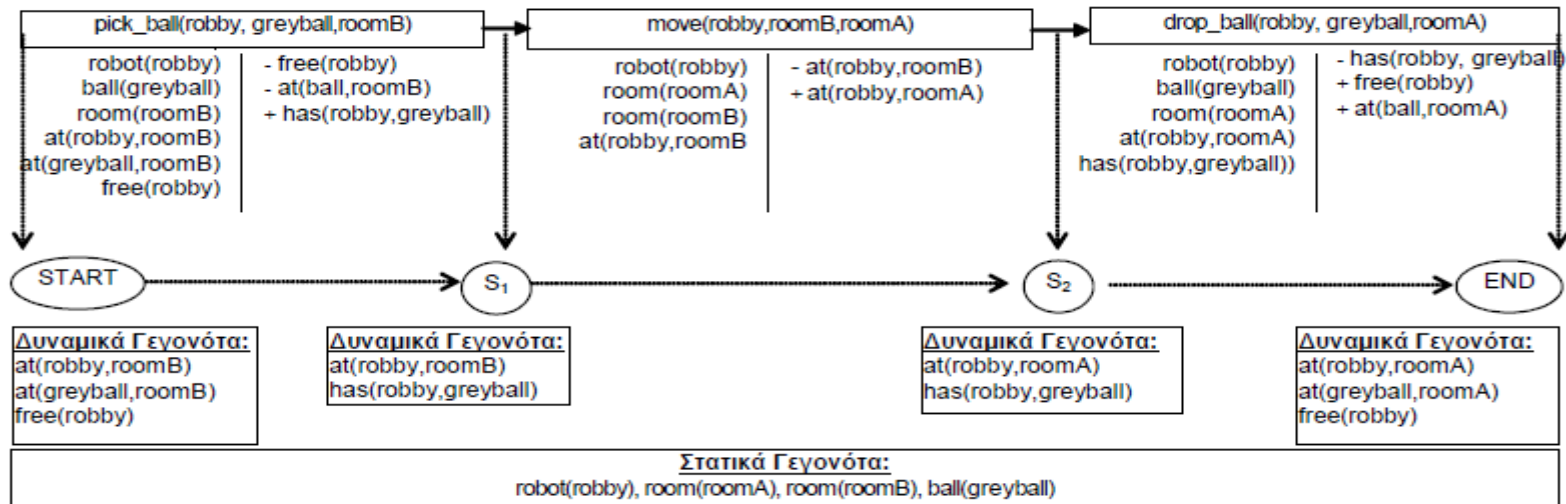 pick_ball(robby, greyball,roomB)
robot(robby)
ball(greyball)
room(roomB)
at(robby,roomB)
at(greyball,roomB)
free(robby)
- free(robby)
- at(ball,roomB)
+ has(robby,greyball)
move(robby,roomB,roomA)
robot(robby)
room(roomA)
room(roomB)
at(robby,roomB
- at(robby,roomB)
+ at(robby,roomA)
drop_ball(robby, greyball,roomA)
robot(robby)
ball(greyball)
room(roomA)
at(robby,roomA)
has(robby,greyball))
- has(robby, greyball)
+ free(robby)
+ at(ball,roomA)
START
S1
S2
END
Δυναμικά Γεγονότα:
at(robby,roomB)
at(greyball,roomB)
free(robby)
Δυναμικά Γεγονότα:
at(robby,roomB)
has(robby,greyball)
Δυναμικά Γεγονότα:
at(robby,roomA)
has(robby,greyball)
Δυναμικά Γεγονότα:
at(robby,roomA)
at(greyball,roomA)
free(robby)
Στατικά Γεγονότα:
robot(robby), room(roomA), room(roomB), ball(greyball)